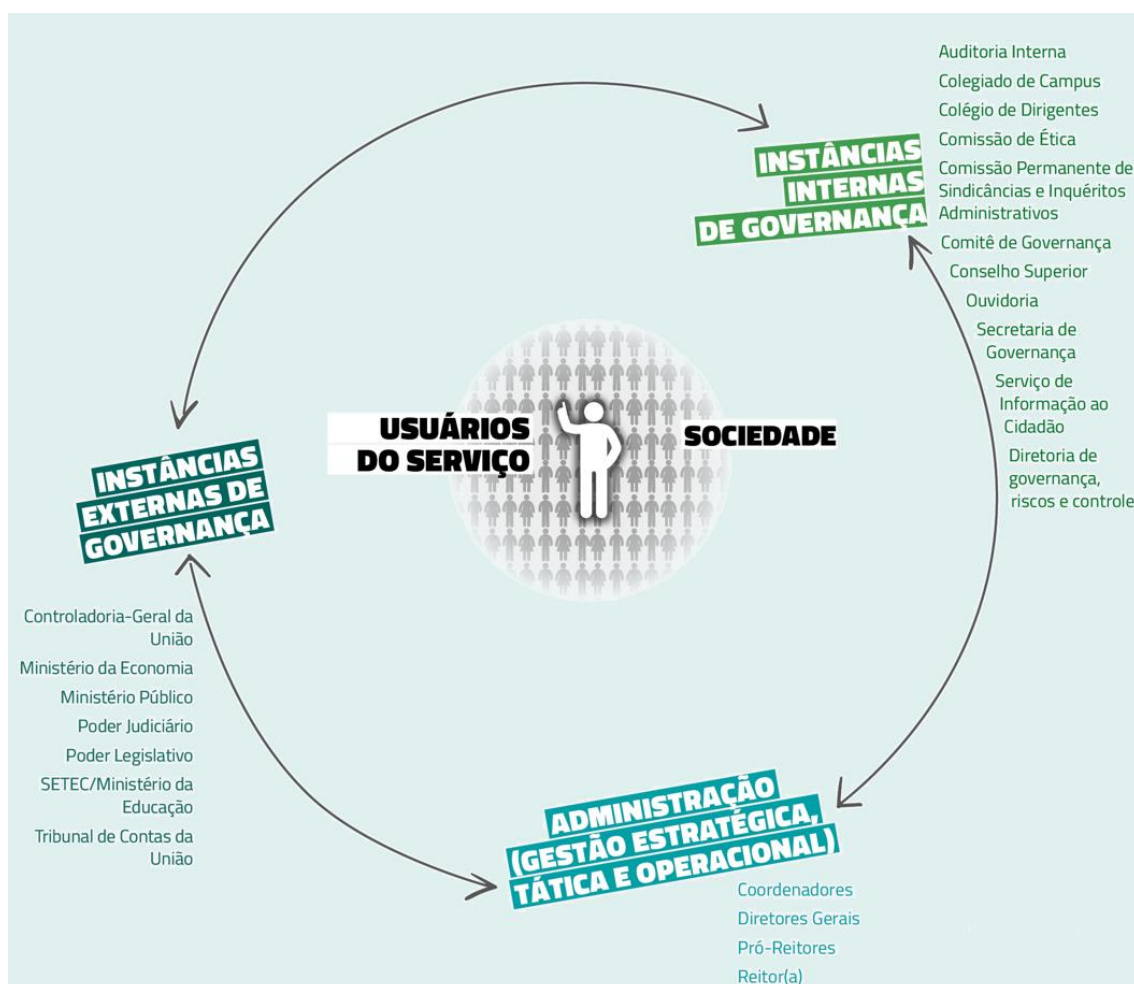 Auditoria Interna
Colegiado de Campus
Colégio de Dirigentes
Comissão de Ética
Comissão Permanente de
Sindicâncias e Inquéritos
Administrativos
Comitê de Governança
Conselho Superior
Ouvidoria
Secretaria de
Governança
Serviço de
Informação ao
Cidadão
Diretoria de
governança,
riscos e controle
INSTÂNCIAS
INTERNAS
DE GOVERNANÇA
USUÁRIOS
DO SERVIÇO
SOCIEDADE
INSTÂNCIAS
EXTERNAS DE
GOVERNANÇA
Controladoria-Geral da
União
Ministério da Economia
Ministério Público
Poder Judiciário
Poder Legislativo
SETEC/Ministério da
Educação
Tribunal de Contas da
União
ADMINISTRAÇÃO
(GESTÃO ESTRATÉGICA,
TÁTICA E OPERACIONAL)
Coordenadores
Diretores Gerais
Pró-Reitores
Reitor(a)